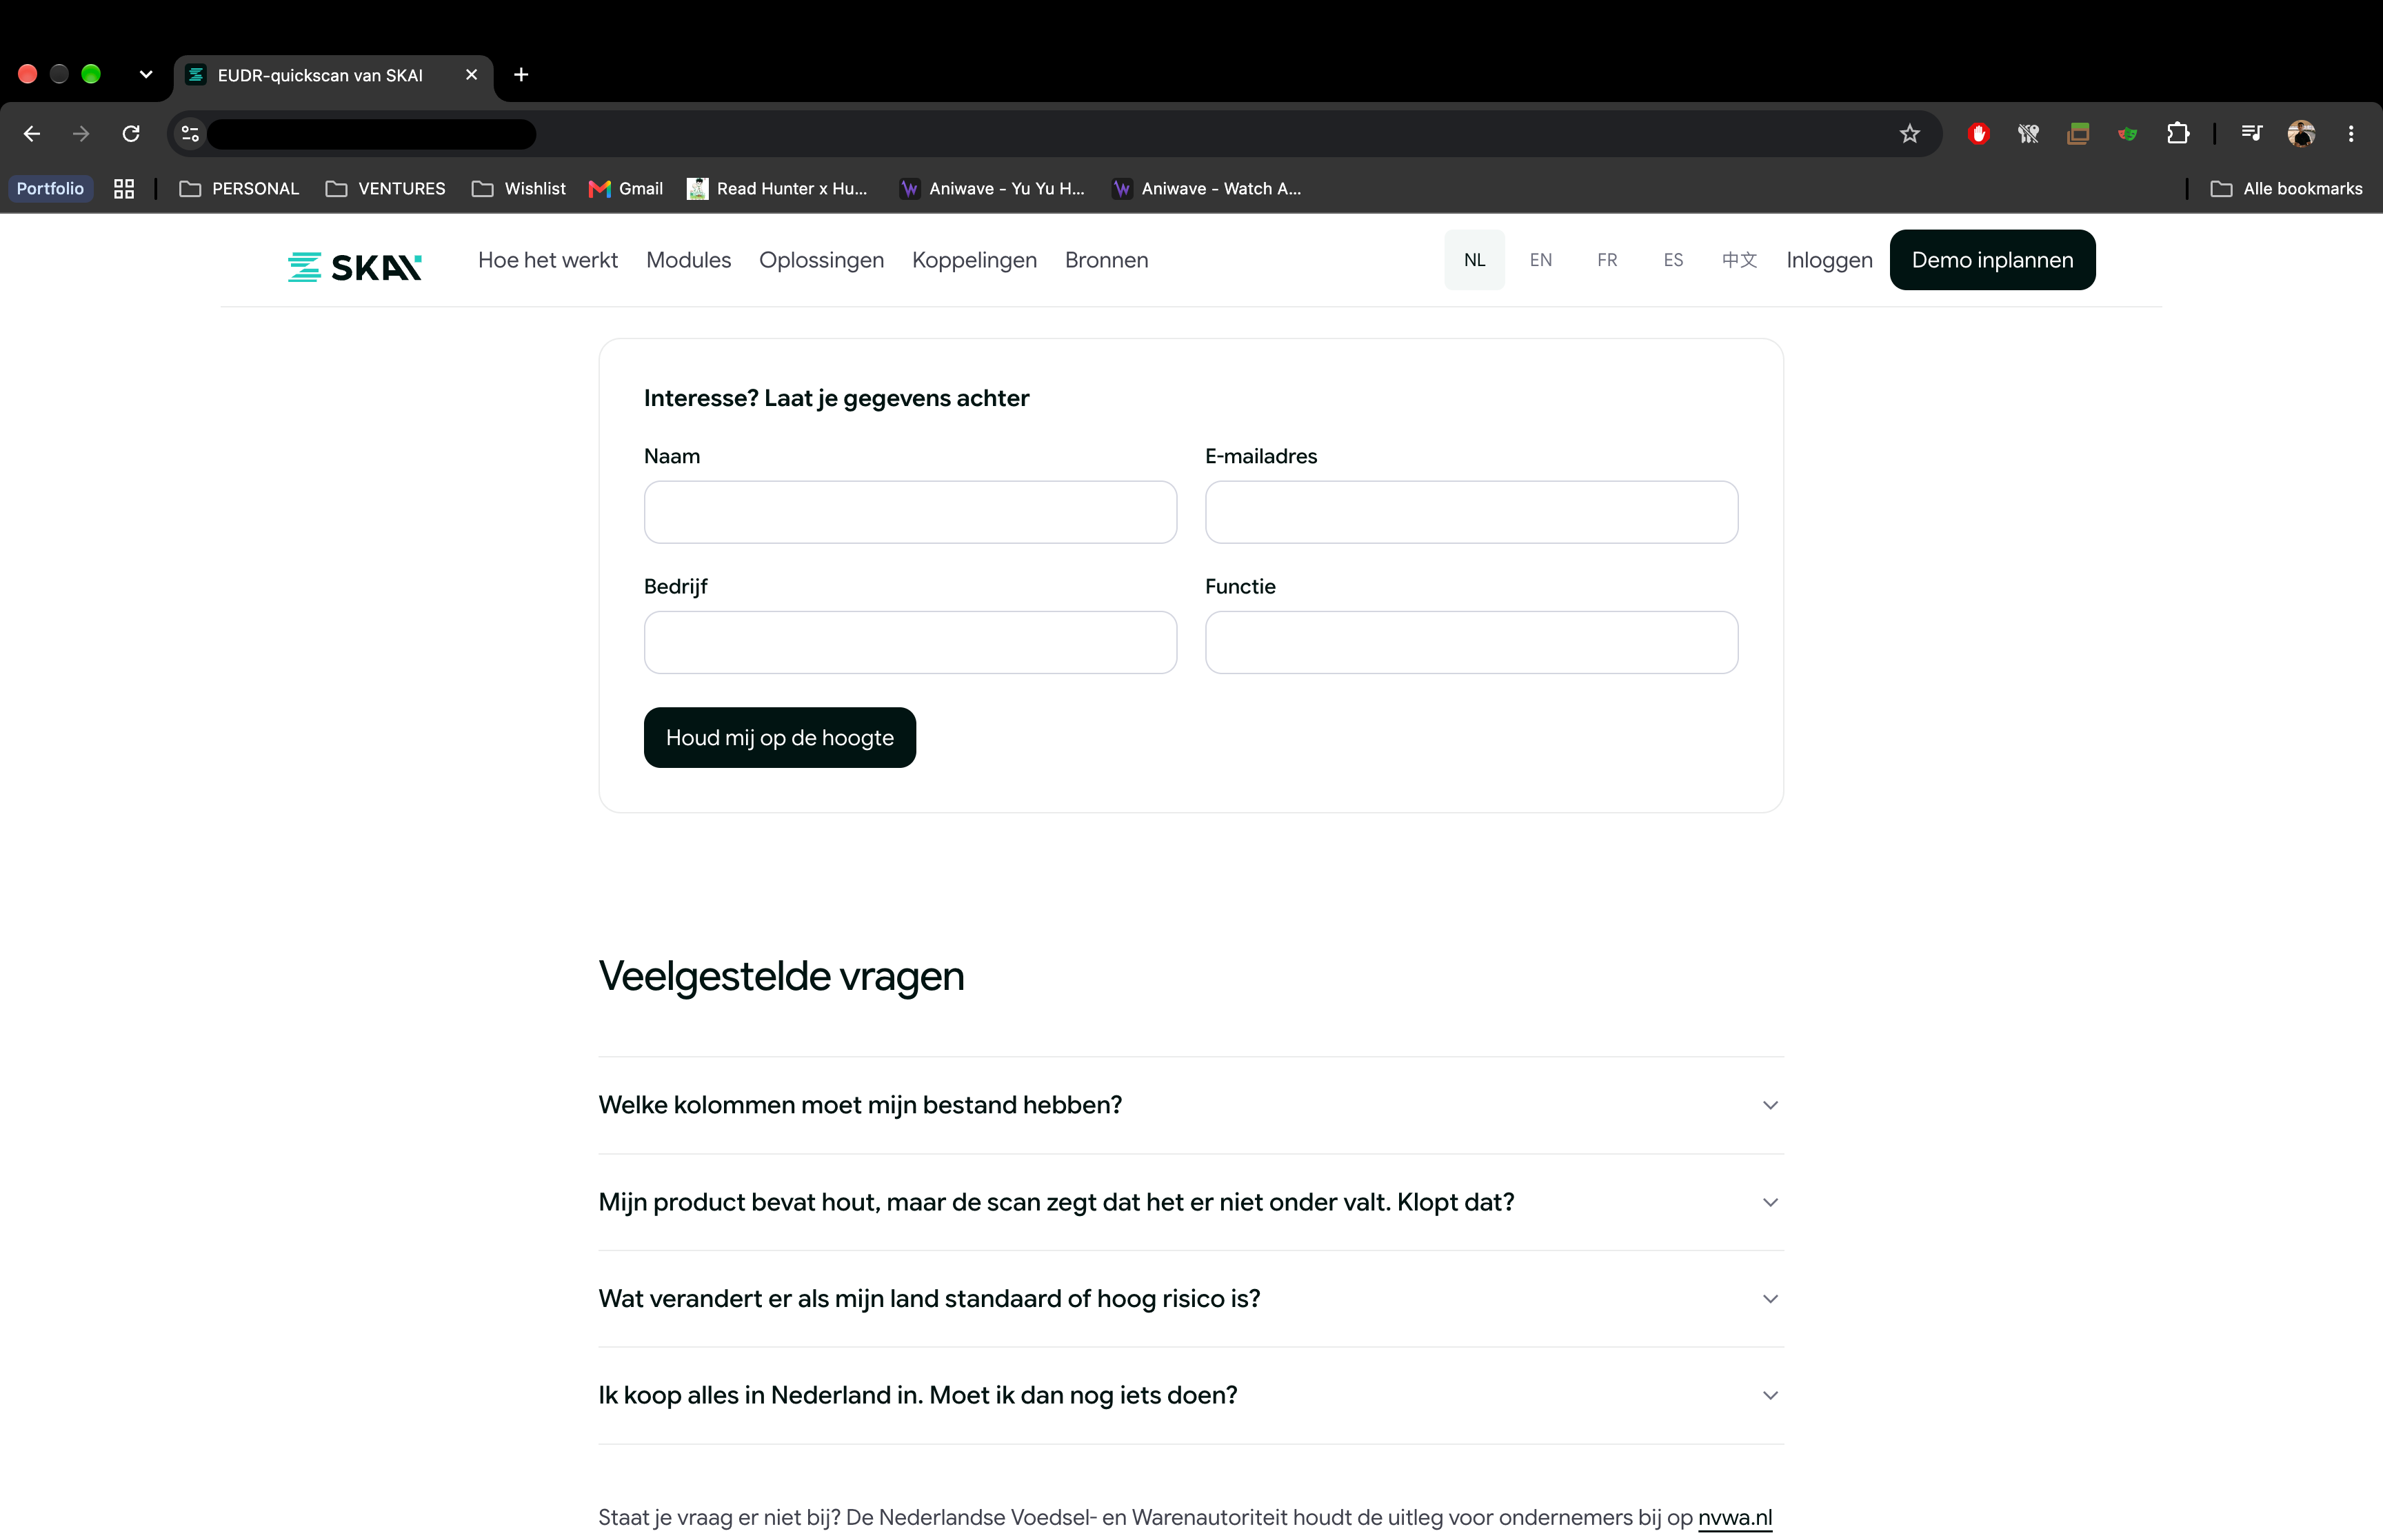 EUDR-quickscan van SKAI
Portfolio
PERSONAL
VENTURES
Wishlist
Gmail
Read Hunter x Hu...
Aniwave - Yu Yu H...
Aniwave - Watch A...
Alle bookmarks
SKAI
Hoe het werkt
Modules
Oplossingen
Koppelingen
Bronnen
NL
EN
FR
ES
中文
Inloggen
Demo inplannen
Interesse? Laat je gegevens achter
Naam
E-mailadres
Bedrijf
Functie
Houd mij op de hoogte
Veelgestelde vragen
Welke kolommen moet mijn bestand hebben?
Mijn product bevat hout, maar de scan zegt dat het er niet onder valt. Klopt dat?
Wat verandert er als mijn land standaard of hoog risico is?
Ik koop alles in Nederland in. Moet ik dan nog iets doen?
Staat je vraag er niet bij? De Nederlandse Voedsel- en Warenautoriteit houdt de uitleg voor ondernemers bij op nvwa.nl